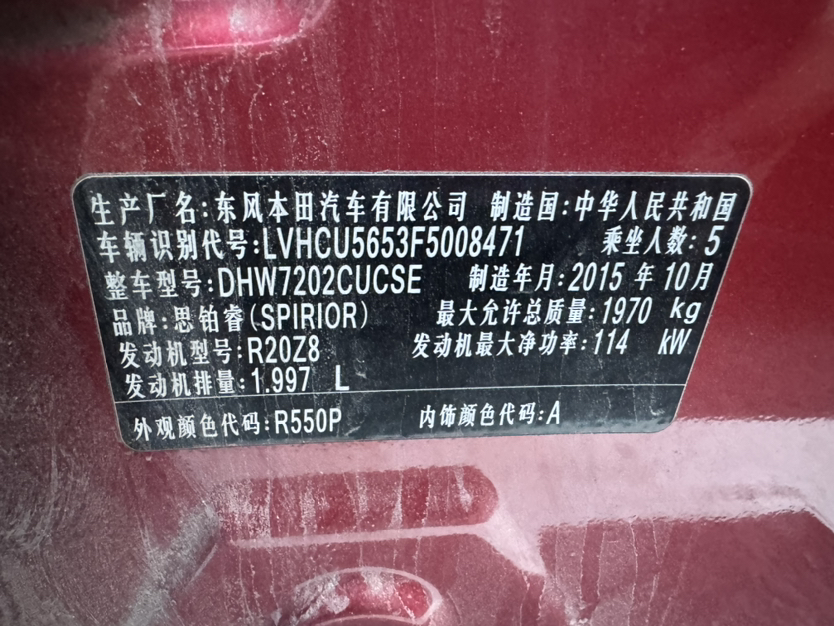 生产厂名:东风本田汽车有限公司 制造国:中华人民共和国
车辆识别代号:LVHCU5653F5008471 乘坐人数:5
整车型号:DHW7202CUCSE 制造年月:2015 年 10 月
品牌:思铂睿(SPIRIOR) 最大允许总质量:1970 kg
发动机型号:R20Z8 发动机最大净功率:114 kW
发动机排量:1.997 L
外观颜色代码:R550P 内饰颜色代码:A